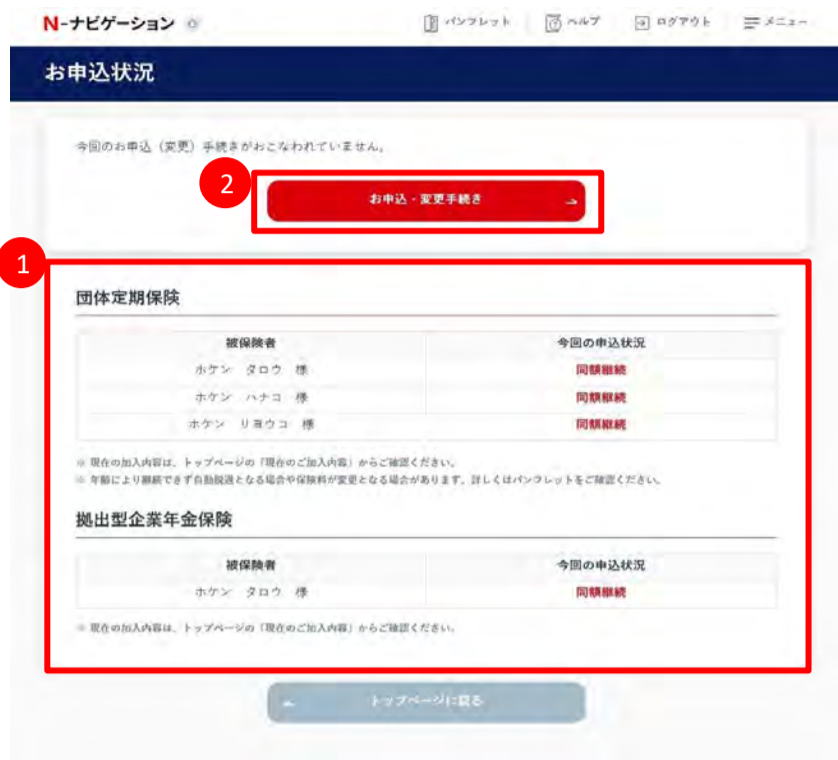 N-ナビゲーション
パンフレット ヘルプ ログアウト メニュー
お申込状況
今回のお申込（変更）手続きがおこなわれていません。
2
お申込・変更手続き
1
団体定期保険
被保険者 今回の申込状況
ホケン タロウ 様 同額継続
ホケン ハナコ 様 同額継続
ホケン リョウコ 様 同額継続
※ 現在の加入内容は、トップページの「現在のご加入内容」からご確認ください。
※ 年齢により継続できず自動脱退となる場合や保険料が変更となる場合があります。詳しくはパンフレットをご確認ください。
拠出型企業年金保険
被保険者 今回の申込状況
ホケン タロウ 様 同額継続
※ 現在の加入内容は、トップページの「現在のご加入内容」からご確認ください。
トップページに戻る